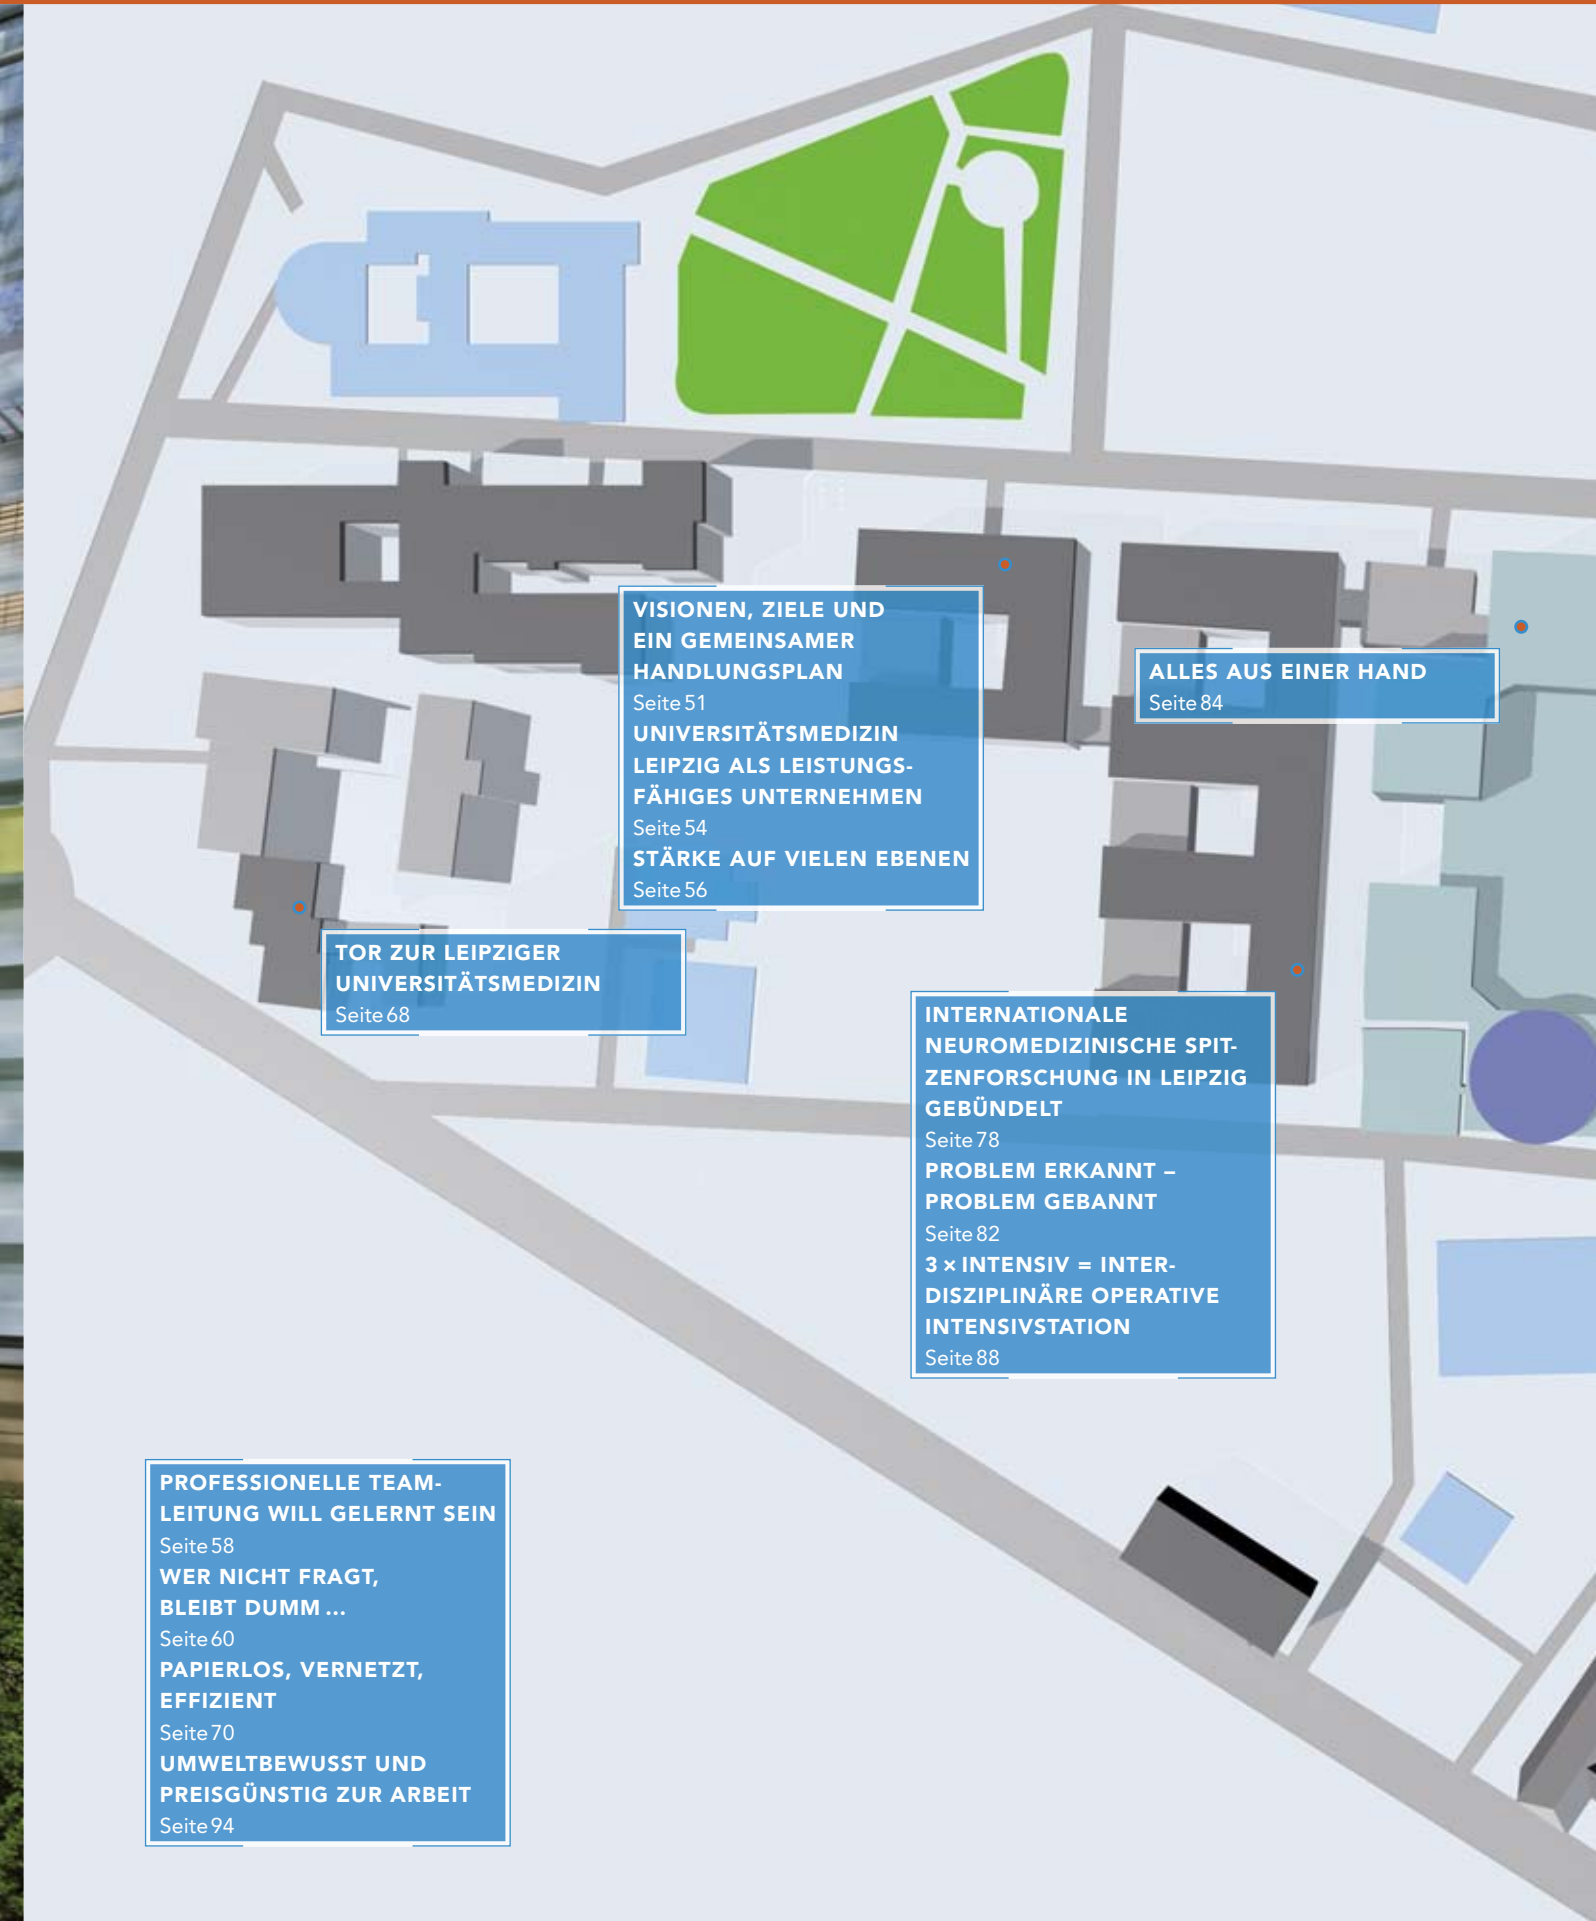 VISIONEN, ZIELE UND
EIN GEMEINSAMER
HANDLUNGSPLAN
Seite 51
UNIVERSITÄTSMEDIZIN
LEIPZIG ALS LEISTUNGS-
FÄHIGES UNTERNEHMEN
Seite 54
STÄRKE AUF VIELEN EBENEN
Seite 56
ALLES AUS EINER HAND
Seite 84
TOR ZUR LEIPZIGER
UNIVERSITÄTSMEDIZIN
Seite 68
INTERNATIONALE
NEUROMEDIZINISCHE SPIT-
ZENFORSCHUNG IN LEIPZIG
GEBÜNDELT
Seite 78
PROBLEM ERKANNT –
PROBLEM GEBANNT
Seite 82
3 × INTENSIV = INTER-
DISZIPLINÄRE OPERATIVE
INTENSIVSTATION
Seite 88
PROFESSIONELLE TEAM-
LEITUNG WILL GELERNT SEIN
Seite 58
WER NICHT FRAGT,
BLEIBT DUMM ...
Seite 60
PAPIERLOS, VERNETZT,
EFFIZIENT
Seite 70
UMWELTBEWUSST UND
PREISGÜNSTIG ZUR ARBEIT
Seite 94